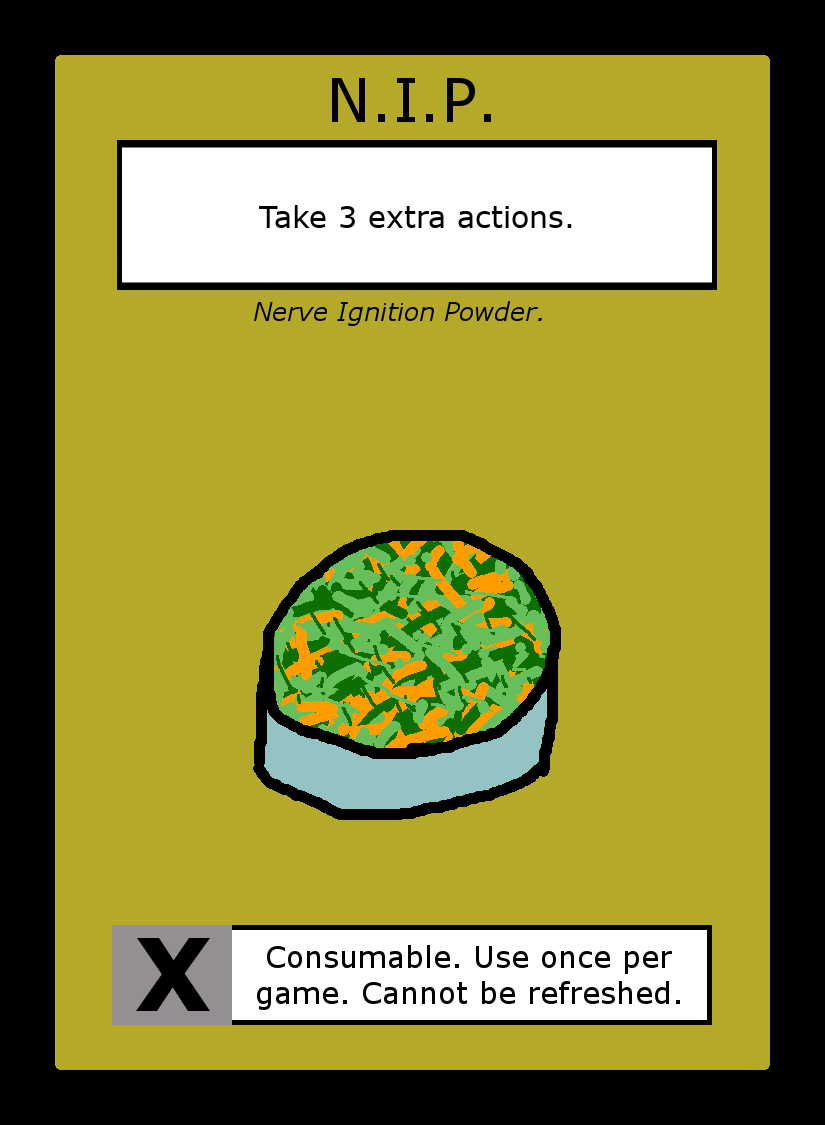 N.I.P.
Take 3 extra actions.
Nerve Ignition Powder.
X
Consumable. Use once per
game. Cannot be refreshed.